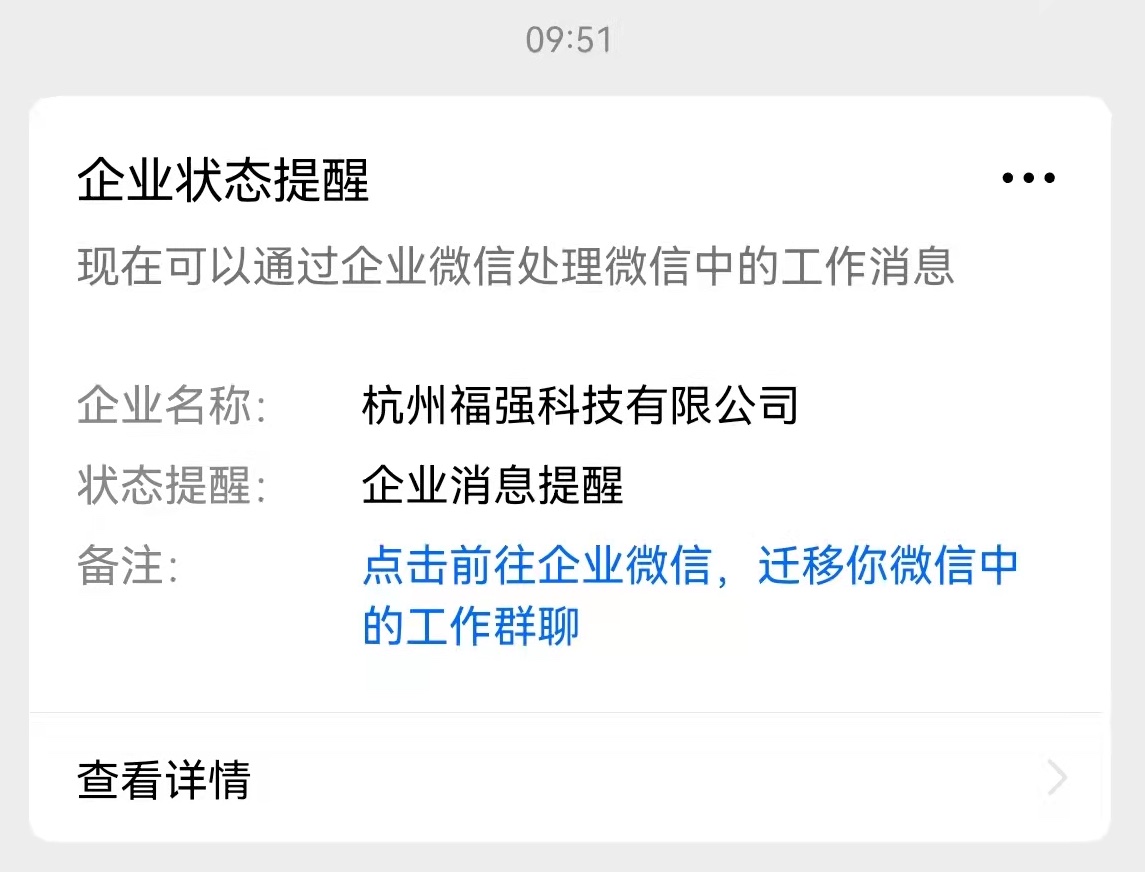 09:51
企业状态提醒
现在可以通过企业微信处理微信中的工作消息
企业名称： 杭州福强科技有限公司
状态提醒： 企业消息提醒
备注： 点击前往企业微信，迁移你微信中
的工作群聊
查看详情